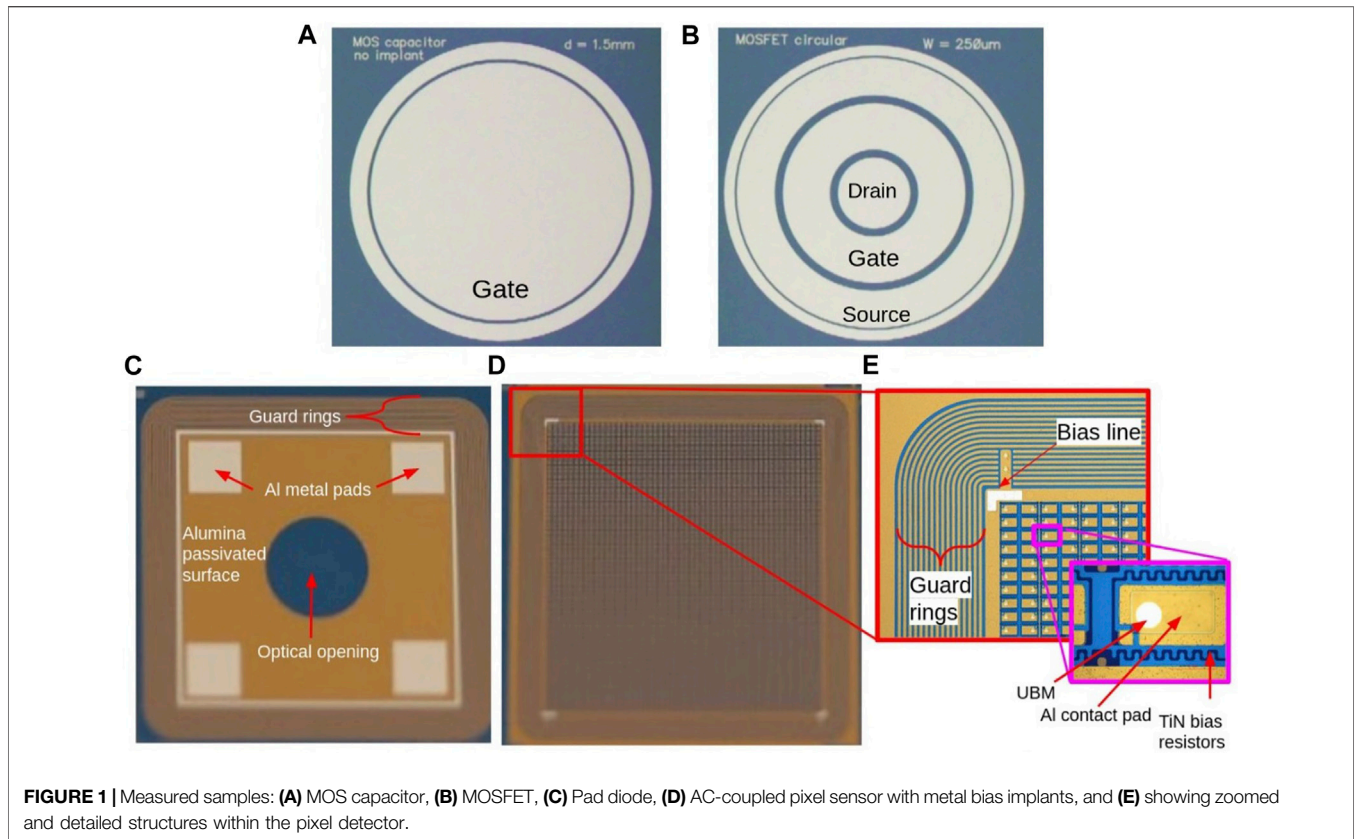 A
MOS capacitor
no implant
d = 1.5mm
Gate
B
MOSFET circular
W = 250um
Drain
Gate
Source
C
Guard rings
Al metal pads
Alumina
passivated
surface
Optical opening
D
E
Bias line
Guard
rings
UBM
Al contact pad
TiN bias
resistors
FIGURE 1 | Measured samples: (A) MOS capacitor, (B) MOSFET, (C) Pad diode, (D) AC-coupled pixel sensor with metal bias implants, and (E) showing zoomed
and detailed structures within the pixel detector.